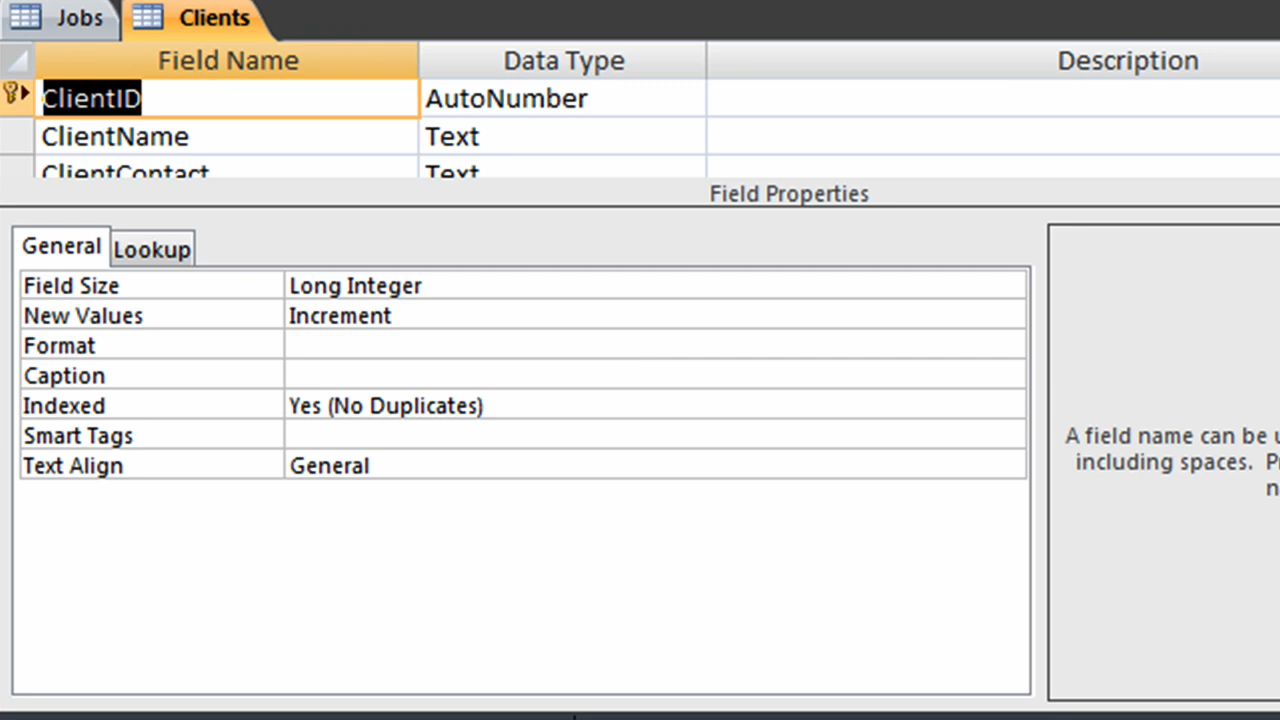 Jobs Clients
Field Name Data Type Description
ClientID AutoNumber
ClientName Text
ClientContact Text
Field Properties
General Lookup
Field Size Long Integer
New Values Increment
Format
Caption
Indexed Yes (No Duplicates)
Smart Tags
Text Align General
A field name can be
including spaces.